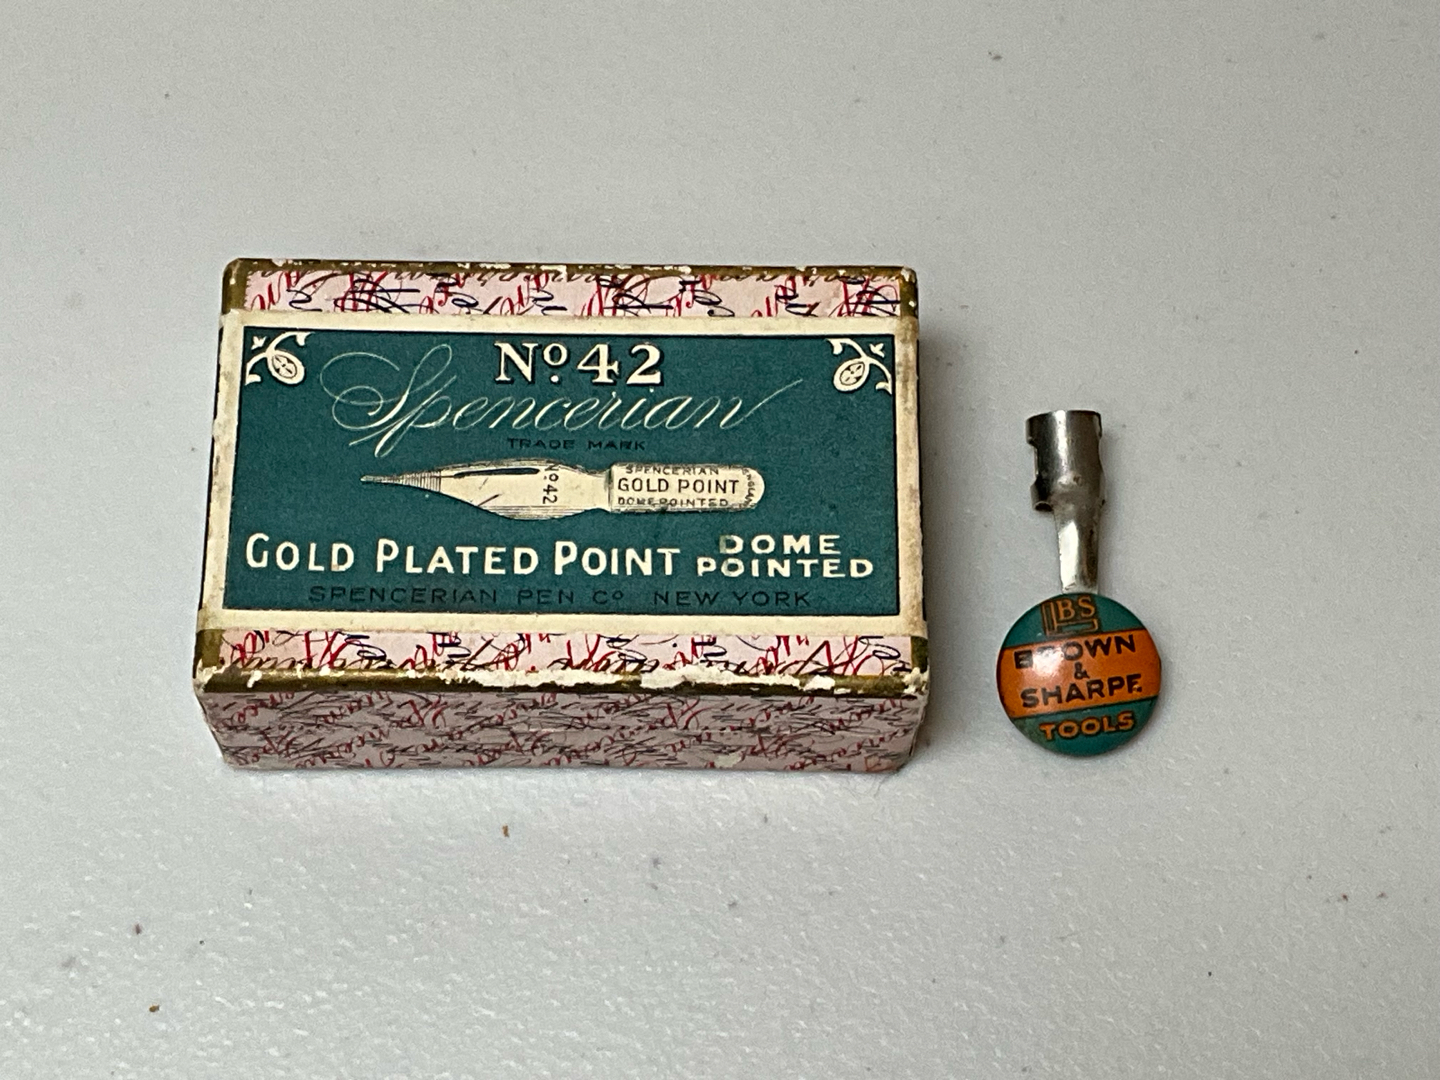 Nº 42
Spencerian
TRADE MARK
Nº 42
SPENCERIAN
GOLD POINT
DOME POINTED
ENGLAND
GOLD PLATED POINT DOME POINTED
SPENCERIAN PEN Cº NEW YORK
BS
BROWN
&
SHARPE
TOOLS